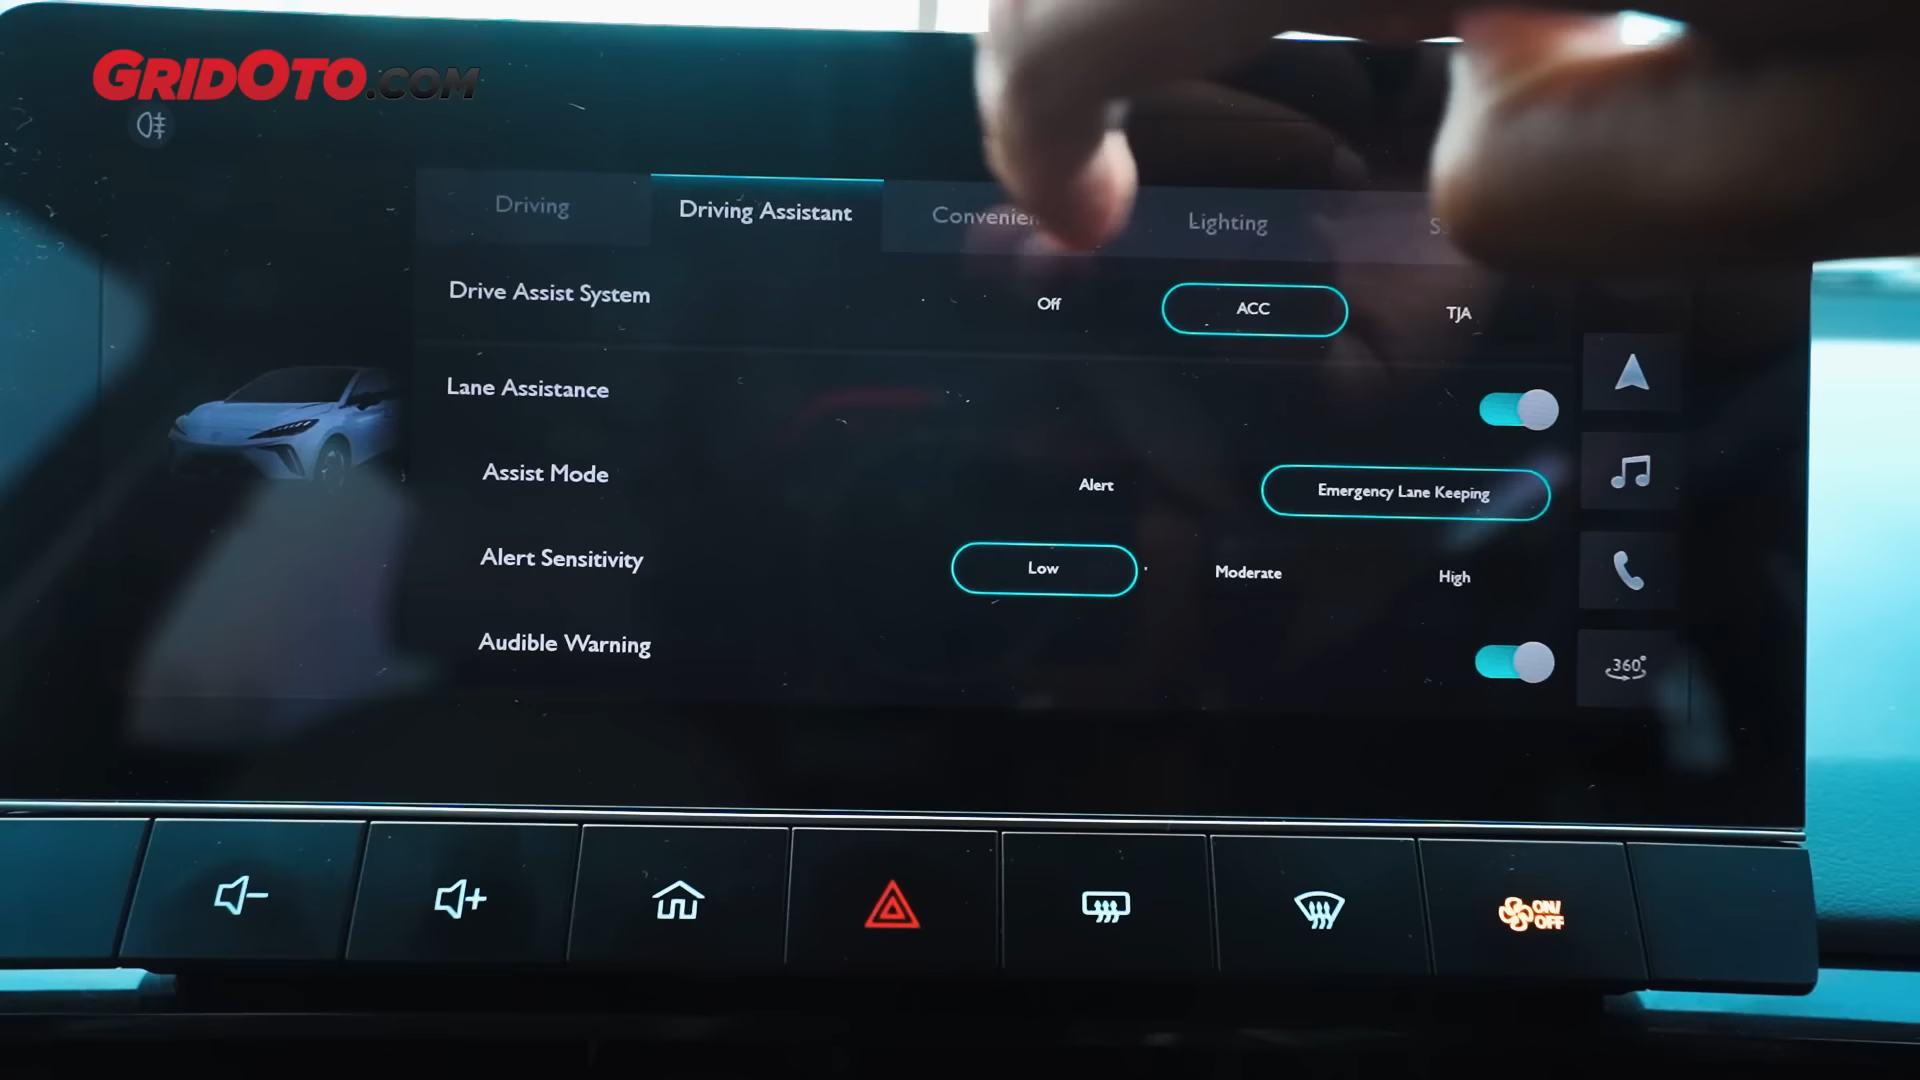 GRIDOTO.COM
Driving
Driving Assistant
Lighting
Drive Assist System
Off
ACC
TJA
Lane Assistance
Assist Mode
Alert
Emergency Lane Keeping
Alert Sensitivity
Low
Moderate
High
Audible Warning
360°
ON/
OFF